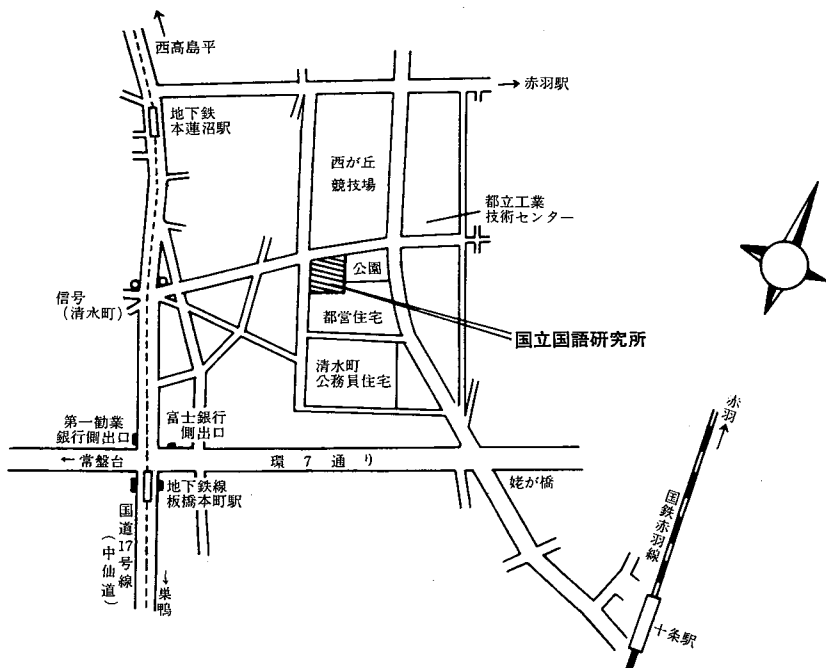 西高島平
→赤羽駅
地下鉄
本蓮沼駅
西が丘
競技場
都立工業
技術センター
公園
信号
（清水町）
都営住宅
国立国語研究所
清水町
公務員住宅
第一勧業
銀行側出口
富士銀行
側出口
←常盤台
環7通り
姥が橋
地下鉄線
板橋本町駅
国道17号線
（中仙道）
→巣鴨
赤羽
国鉄赤羽線
十条駅